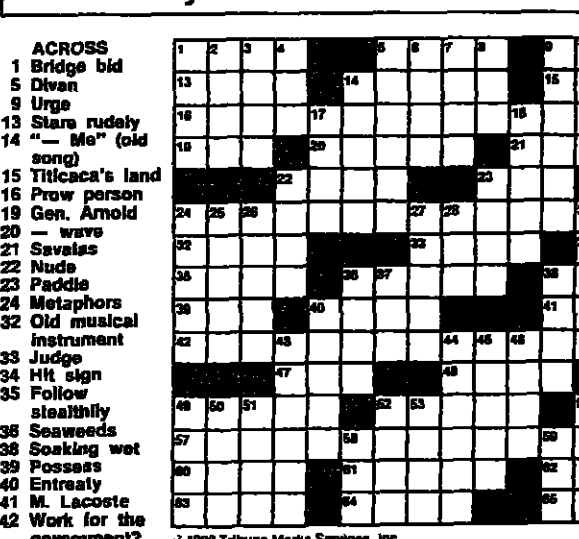 ACROSS
1 Bridge bid
5 Divan
9 Urge
13 Stare rudely
14 "— Me" (old
song)
15 Titicaca's land
16 Prow person
19 Gen. Arnold
20 — wave
21 Savalas
22 Nude
23 Paddle
24 Metaphors
32 Old musical
instrument
33 Judge
34 Hit sign
35 Follow
stealthily
36 Seaweeds
38 Soaking wet
39 Possess
40 Entreaty
41 M. Lacoste
42 Work for the
1 2 3 4 5 6 7 8 9
13 14 15
16 17 18
19 20 21
22 23
24 25 26 27 28
32 33
35 36 37 38
39 40 41
42 43 44 45 46
47 48
49 50 51 52 53
57 58 59
60 61 62
63 64 65
Tribune Media Services, Inc.